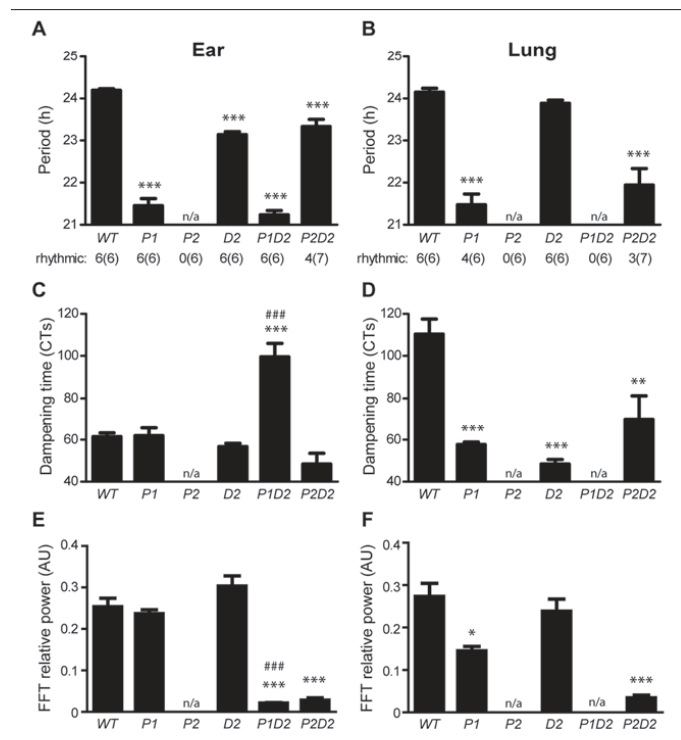 A
Ear
Period (h)
25
24
23
22
21
***
n/a
***
***
***
WT P1 P2 D2 P1D2 P2D2
rhythmic: 6(6) 6(6) 0(6) 6(6) 6(6) 4(7)
B
Lung
Period (h)
25
24
23
22
21
***
n/a
n/a
***
WT P1 P2 D2 P1D2 P2D2
rhythmic: 6(6) 4(6) 0(6) 6(6) 0(6) 3(7)
C
Dampening time (CTs)
120
100
80
60
40
n/a
###
***
WT P1 P2 D2 P1D2 P2D2
D
Dampening time (CTs)
120
100
80
60
40
***
n/a
***
n/a
**
WT P1 P2 D2 P1D2 P2D2
E
FFT relative power (AU)
0.4
0.3
0.2
0.1
0
n/a
###
***
***
WT P1 P2 D2 P1D2 P2D2
F
FFT relative power (AU)
0.4
0.3
0.2
0.1
0
*
n/a
n/a
***
WT P1 P2 D2 P1D2 P2D2